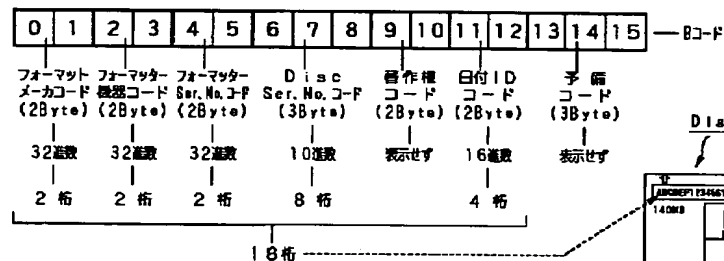 0 1 2 3 4 5 6 7 8 9 10 11 12 13 14 15 Bコード
フォーマット フォーマッター フォーマッター Disc 著作権 日付ID 予備
メーカコード 機器コード Ser.No.コード Ser.No.コード コード コード コード
(2Byte) (2Byte) (2Byte) (3Byte) (2Byte) (2Byte) (3Byte)
Dis
32進数 32進数 32進数 10進数 表示せず 16進数 表示せず
2桁 2桁 2桁 8桁 4桁
140MB
18桁